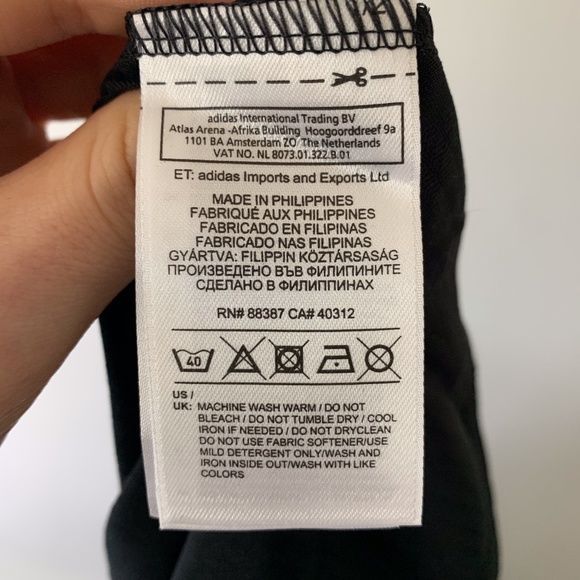 adidas International Trading BV
Atlas Arena -Afrika Building Hoogoorddreef 9a
1101 BA Amsterdam ZO The Netherlands
VAT NO. NL 8073.01.322.B.01
ET: adidas Imports and Exports Ltd
MADE IN PHILIPPINES
FABRIQUÉ AUX PHILIPPINES
FABRICADO EN FILIPINAS
FABRICADO NAS FILIPINAS
GYÁRTVA: FILIPPIN KÖZTÁRSASÁG
ПРОИЗВЕДЕНО ВЪВ ФИЛИПИНИТЕ
СДЕЛАНО В ФИЛИППИНАХ
RN# 88387 CA# 40312
40
US /
UK: MACHINE WASH WARM / DO NOT
BLEACH / DO NOT TUMBLE DRY / COOL
IRON IF NEEDED / DO NOT DRYCLEAN
DO NOT USE FABRIC SOFTENER/USE
MILD DETERGENT ONLY/WASH AND
IRON INSIDE OUT/WASH WITH LIKE
COLORS